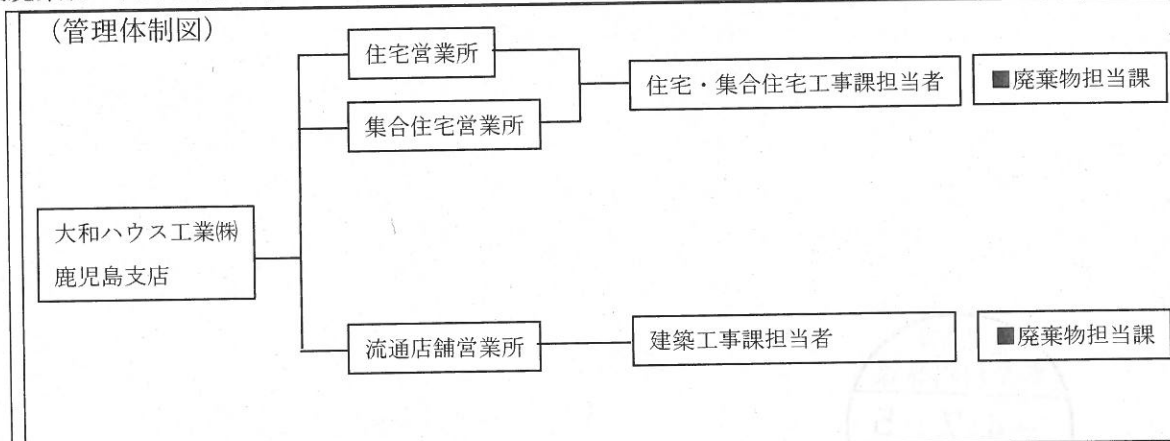 （管理体制図）
住宅営業所
集合住宅営業所
住宅・集合住宅工事課担当者
■廃棄物担当課
大和ハウス工業㈱
鹿児島支店
流通店舗営業所
建築工事課担当者
■廃棄物担当課